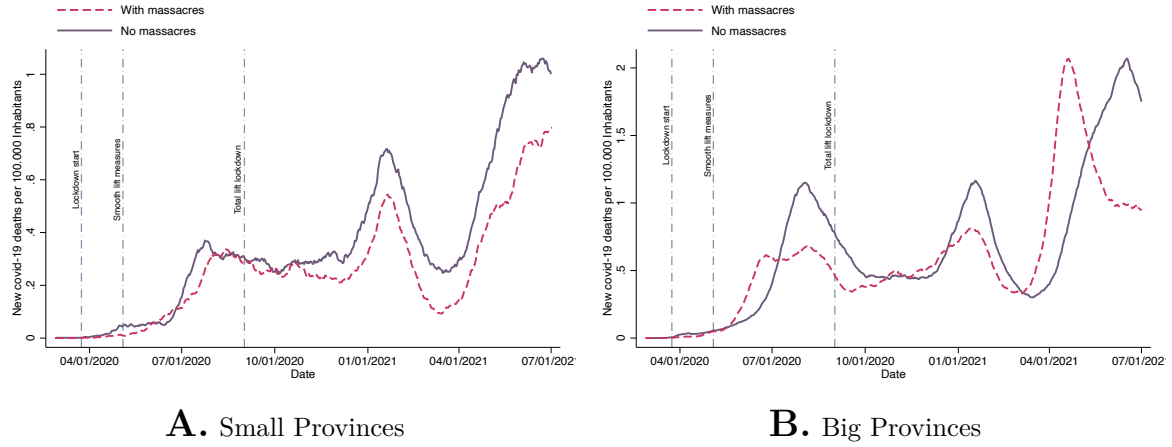 With massacres
No massacres
New covid-19 deaths per 100.000 Inhabitants
0 .2 .4 .6 .8 1
Lockdown start
Smooth lift measures
Total lift lockdown
04/01/2020 07/01/2020 10/01/2020 01/01/2021 04/01/2021 07/01/202
Date
A. Small Provinces
With massacres
No massacres
New covid-19 deaths per 100.000 Inhabitants
0 .5 1 1.5 2
Lockdown start
Smooth lift measures
Total lift lockdown
04/01/2020 07/01/2020 10/01/2020 01/01/2021 04/01/2021 07/01/2021
Date
B. Big Provinces